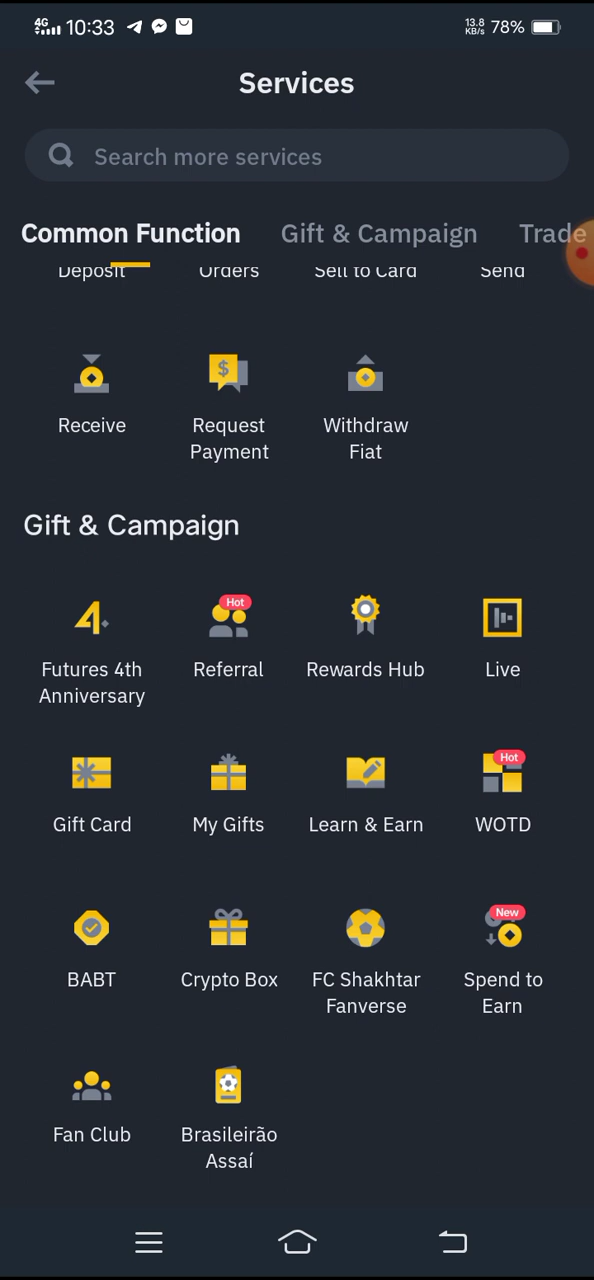 4G 10:33 13.8 KB/s 78%
Services
Search more services
Common Function Gift & Campaign Trade
Deposit Orders Sell to Card Send
$
Receive Request Withdraw
Payment Fiat
Gift & Campaign
4 Hot
Futures 4th Referral Rewards Hub Live
Anniversary
Hot
Gift Card My Gifts Learn & Earn WOTD
New
BABT Crypto Box FC Shakhtar Spend to
Fanverse Earn
Fan Club Brasileirão
Assaí